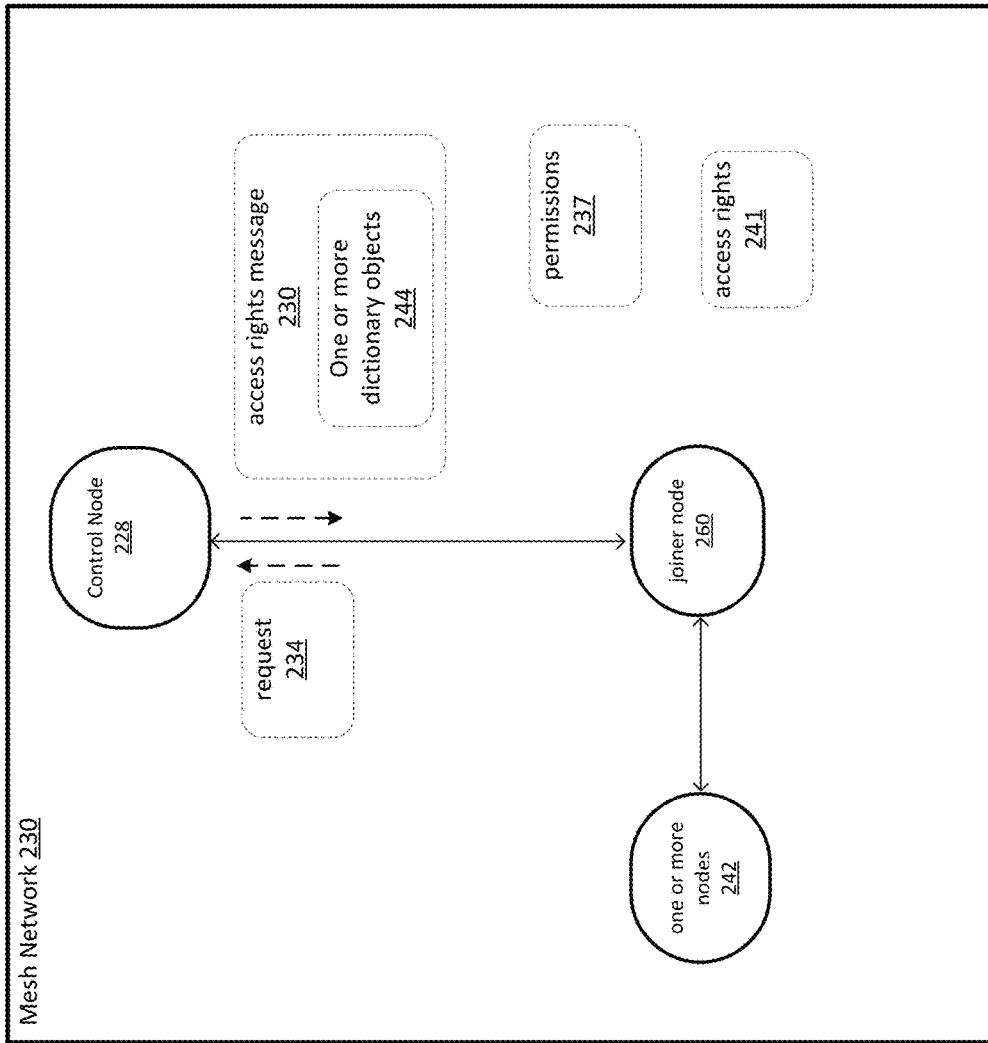 Mesh Network 230
Control Node
228
request
234
access rights message
230
One or more
dictionary objects
244
one or more
nodes
242
joiner node
260
permissions
237
access rights
241